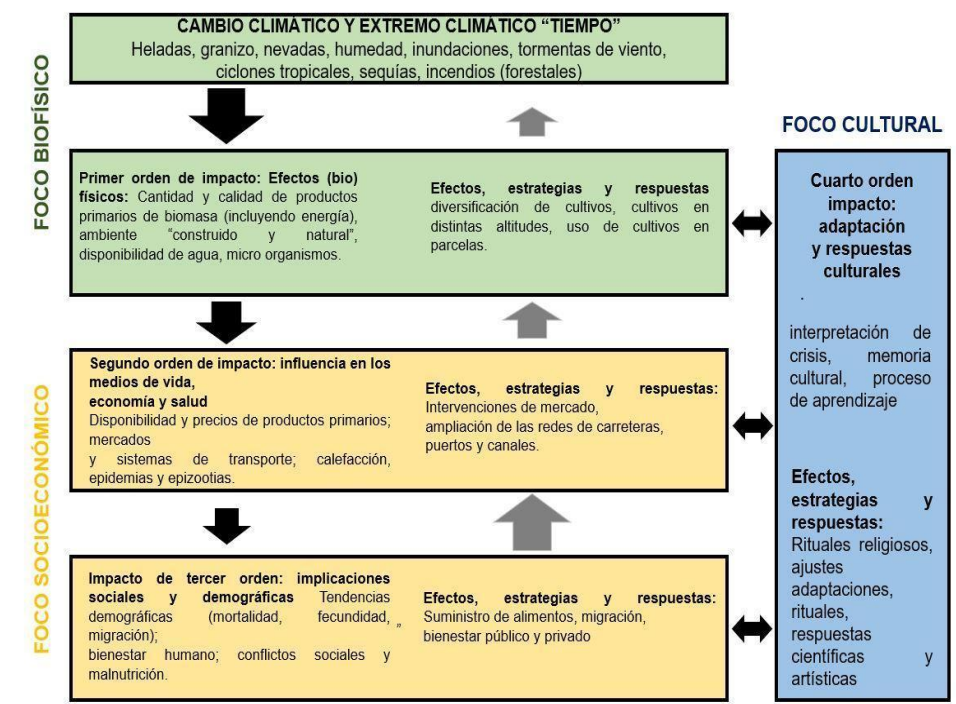 CAMBIO CLIMÁTICO Y EXTREMO CLIMÁTICO “TIEMPO”
Heladas, granizo, nevadas, humedad, inundaciones, tormentas de viento,
ciclones tropicales, sequías, incendios (forestales)
FOCO BIOFÍSICO
Primer orden de impacto: Efectos (bio)
físicos: Cantidad y calidad de productos
primarios de biomasa (incluyendo energía),
ambiente “construido y natural”,
disponibilidad de agua, micro organismos.
Efectos, estrategias y respuestas
diversificación de cultivos, cultivos en
distintas altitudes, uso de cultivos en
parcelas.
FOCO SOCIOECONÓMICO
Segundo orden de impacto: influencia en los
medios de vida,
economía y salud
Disponibilidad y precios de productos primarios;
mercados
y sistemas de transporte; calefacción,
epidemias y epizootias.
Efectos, estrategias y respuestas:
Intervenciones de mercado,
ampliación de las redes de carreteras,
puertos y canales.
Impacto de tercer orden: implicaciones
sociales y demográficas Tendencias
demográficas (mortalidad, fecundidad, „
migración);
bienestar humano; conflictos sociales y
malnutrición.
Efectos, estrategias y respuestas:
Suministro de alimentos, migración,
bienestar público y privado
FOCO CULTURAL
Cuarto orden
impacto:
adaptación
y respuestas
culturales
.
interpretación de
crisis, memoria
cultural, proceso
de aprendizaje
Efectos,
estrategias y
respuestas:
Rituales religiosos,
ajustes
adaptaciones,
rituales,
respuestas
científicas y
artísticas